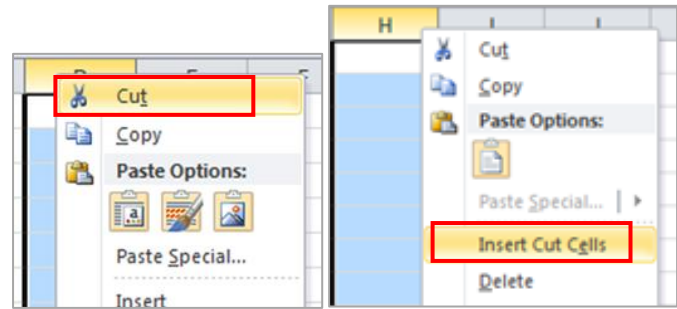 Cut
Copy
Paste Options:
a
Paste Special...
Insert
H
Cut
Copy
Paste Options:
Paste Special...
Insert Cut Cells
Delete